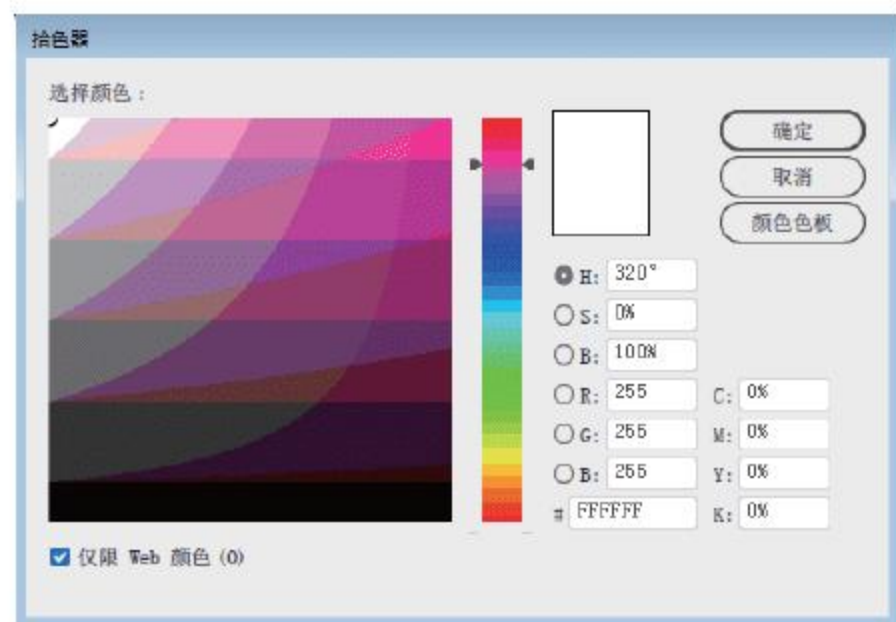 拾色器
选择颜色：
确定
取消
颜色色板
H: 320°
S: 0%
B: 100%
R: 255 C: 0%
G: 255 M: 0%
B: 255 Y: 0%
# FFFFFF K: 0%
仅限 Web 颜色 (O)